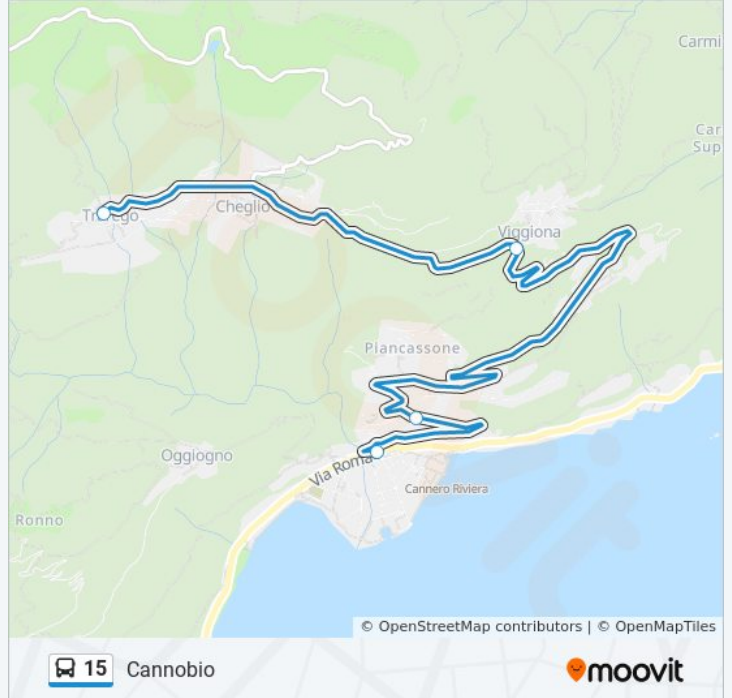 Carmi
Car
Sup
Cheglio
Viggiona
Piancassone
Oggiogno
Via Roma
Cannero Riviera
Ronno
© OpenStreetMap contributors | © OpenMapTiles
15 Cannobio
moovit